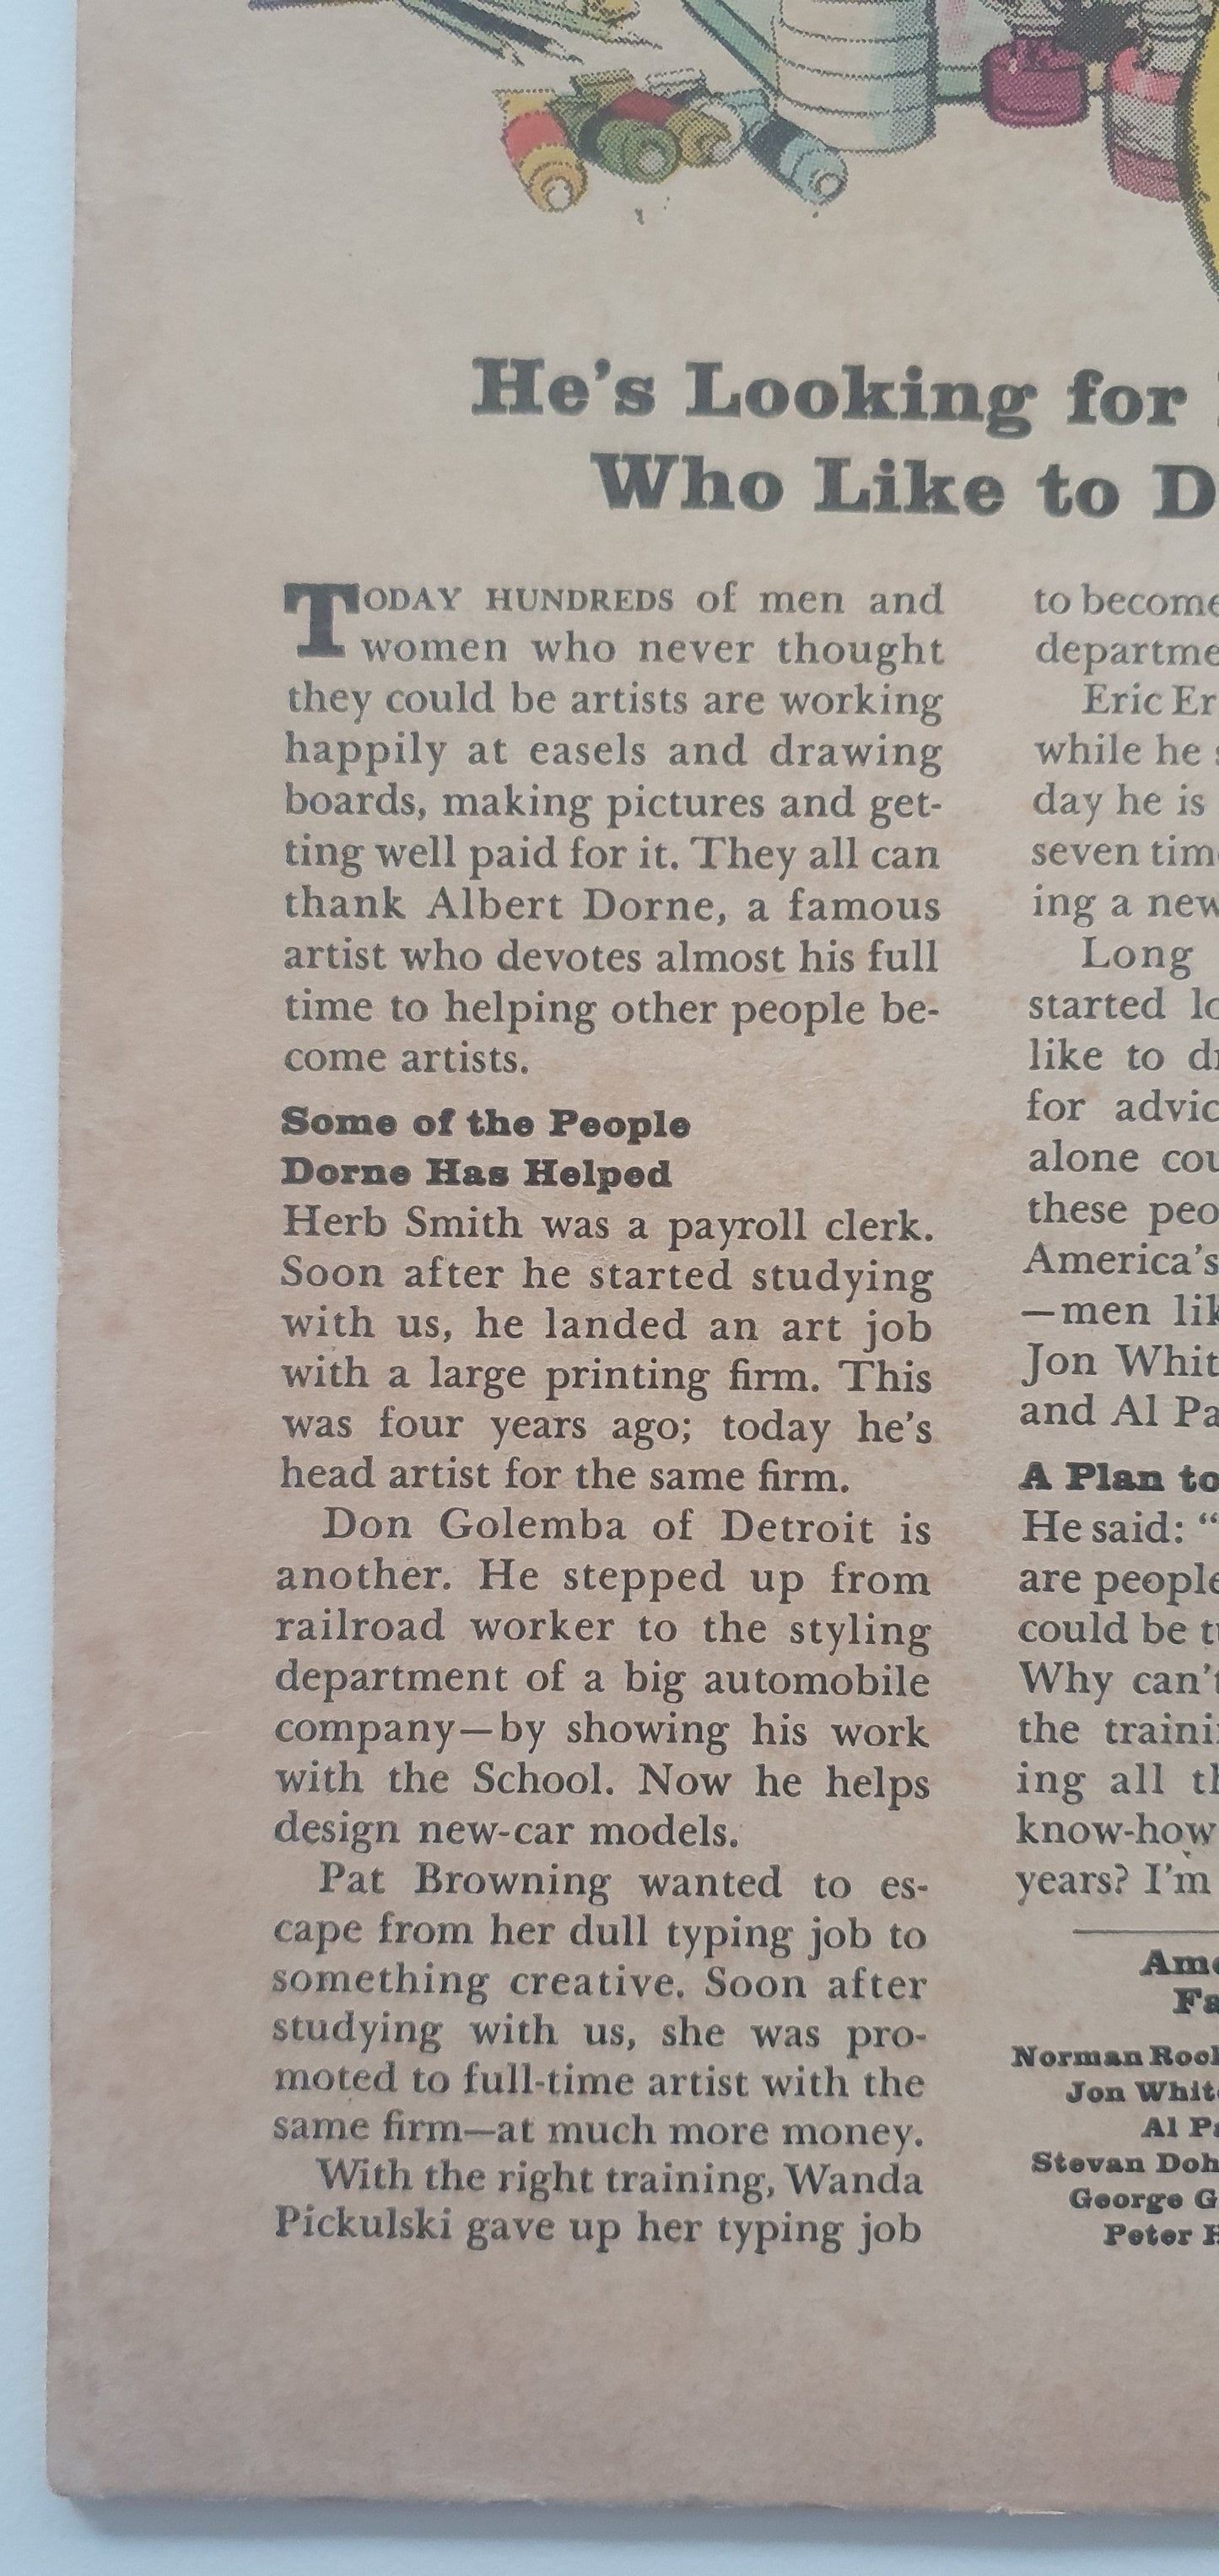 He's Looking for
Who Like to D
TODAY HUNDREDS of men and
women who never thought
they could be artists are working
happily at easels and drawing
boards, making pictures and get-
ting well paid for it. They all can
thank Albert Dorne, a famous
artist who devotes almost his full
time to helping other people be-
come artists.
Some of the People
Dorne Has Helped
Herb Smith was a payroll clerk.
Soon after he started studying
with us, he landed an art job
with a large printing firm. This
was four years ago; today he's
head artist for the same firm.
Don Golemba of Detroit is
another. He stepped up from
railroad worker to the styling
department of a big automobile
company—by showing his work
with the School. Now he helps
design new-car models.
Pat Browning wanted to es-
cape from her dull typing job to
something creative. Soon after
studying with us, she was pro-
moted to full-time artist with the
same firm—at much more money.
With the right training, Wanda
Pickulski gave up her typing job
to become
departme
Eric Er
while he s
day he is
seven tim
ing a new
Long
started lo
like to dr
for advic
alone cou
these peo
America's
—men lik
Jon Whit
and Al Pa
A Plan to
He said: “
are people
could be t
Why can't
the traini
ing all th
know-how
years? I'm
Ame
Fa
Norman Rock
Jon White
Al Pa
Stevan Doh
George G
Peter H